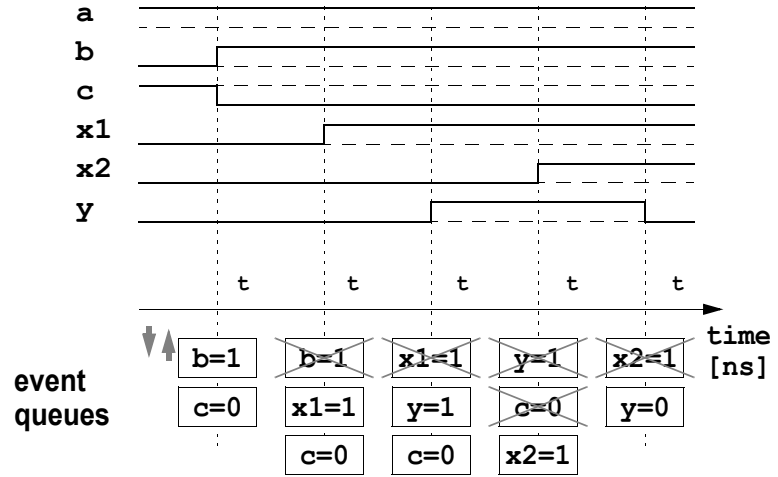 a
b
c
x1
x2
y
t t t t t
time
[ns]
b=1 b=1 x1=1 y=1 x2=1
event
queues
c=0 x1=1 y=1 c=0 y=0
c=0 c=0 x2=1